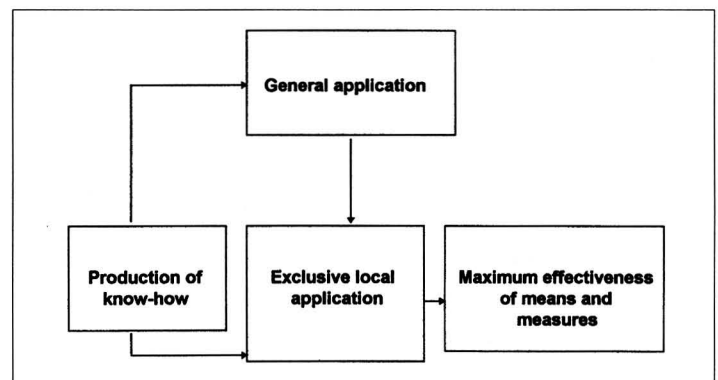 General application
Production of
know-how
Exclusive local
application
Maximum effectiveness
of means and
measures